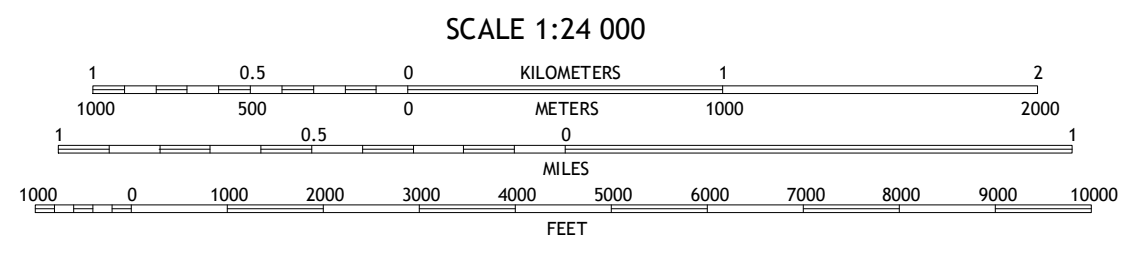 SCALE 1:24 000
1 0.5 0 KILOMETERS 1 2
1000 500 0 METERS 1000 2000
1 0.5 0 1
MILES
1000 0 1000 2000 3000 4000 5000 6000 7000 8000 9000 10000
FEET